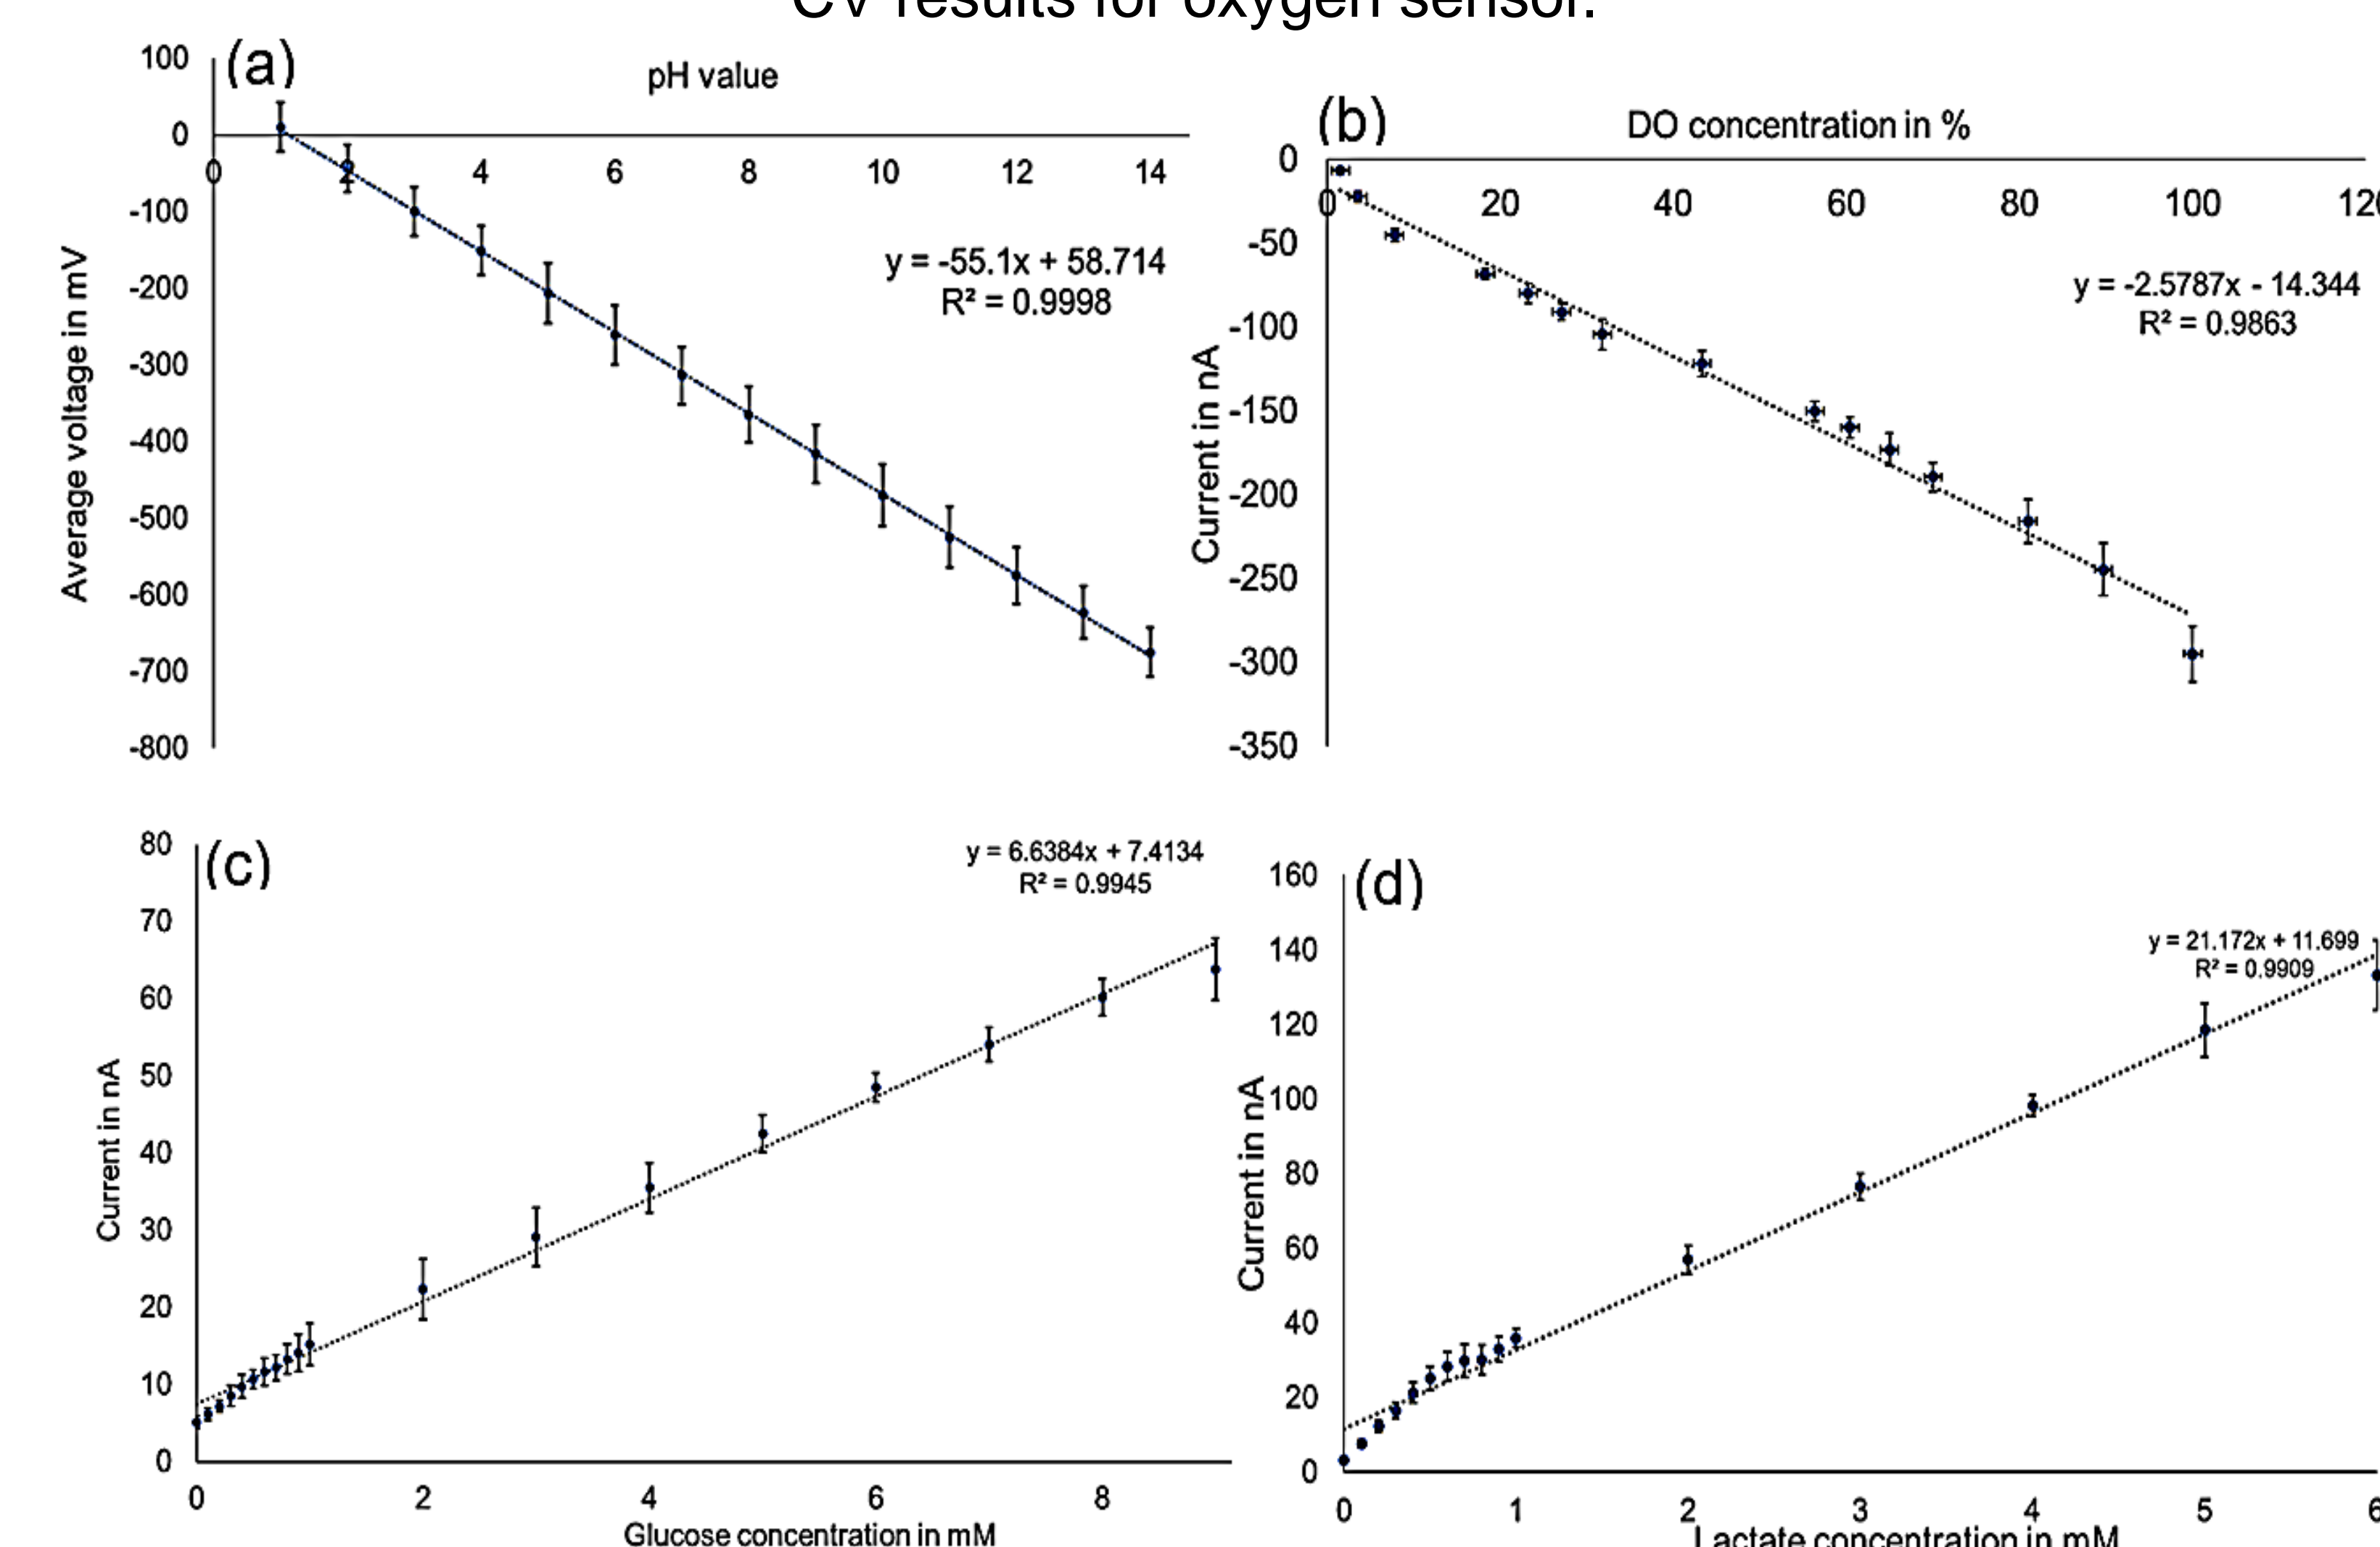 CV results for oxygen sensor.
(a)
pH value
100
0
-100
-200
-300
-400
-500
-600
-700
-800
0 2 4 6 8 10 12 14
Average voltage in mV
y = -55.1x + 58.714
R² = 0.9998
(b)
DO concentration in %
0
-50
-100
-150
-200
-250
-300
-350
0 20 40 60 80 100 120
Current in nA
y = -2.5787x - 14.344
R² = 0.9863
(c)
80
70
60
50
40
30
20
10
0
0 2 4 6 8
Current in nA
Glucose concentration in mM
y = 6.6384x + 7.4134
R² = 0.9945
(d)
160
140
120
100
80
60
40
20
0
0 1 2 3 4 5 6
Current in nA
Lactate concentration in mM
y = 21.172x + 11.699
R² = 0.9909